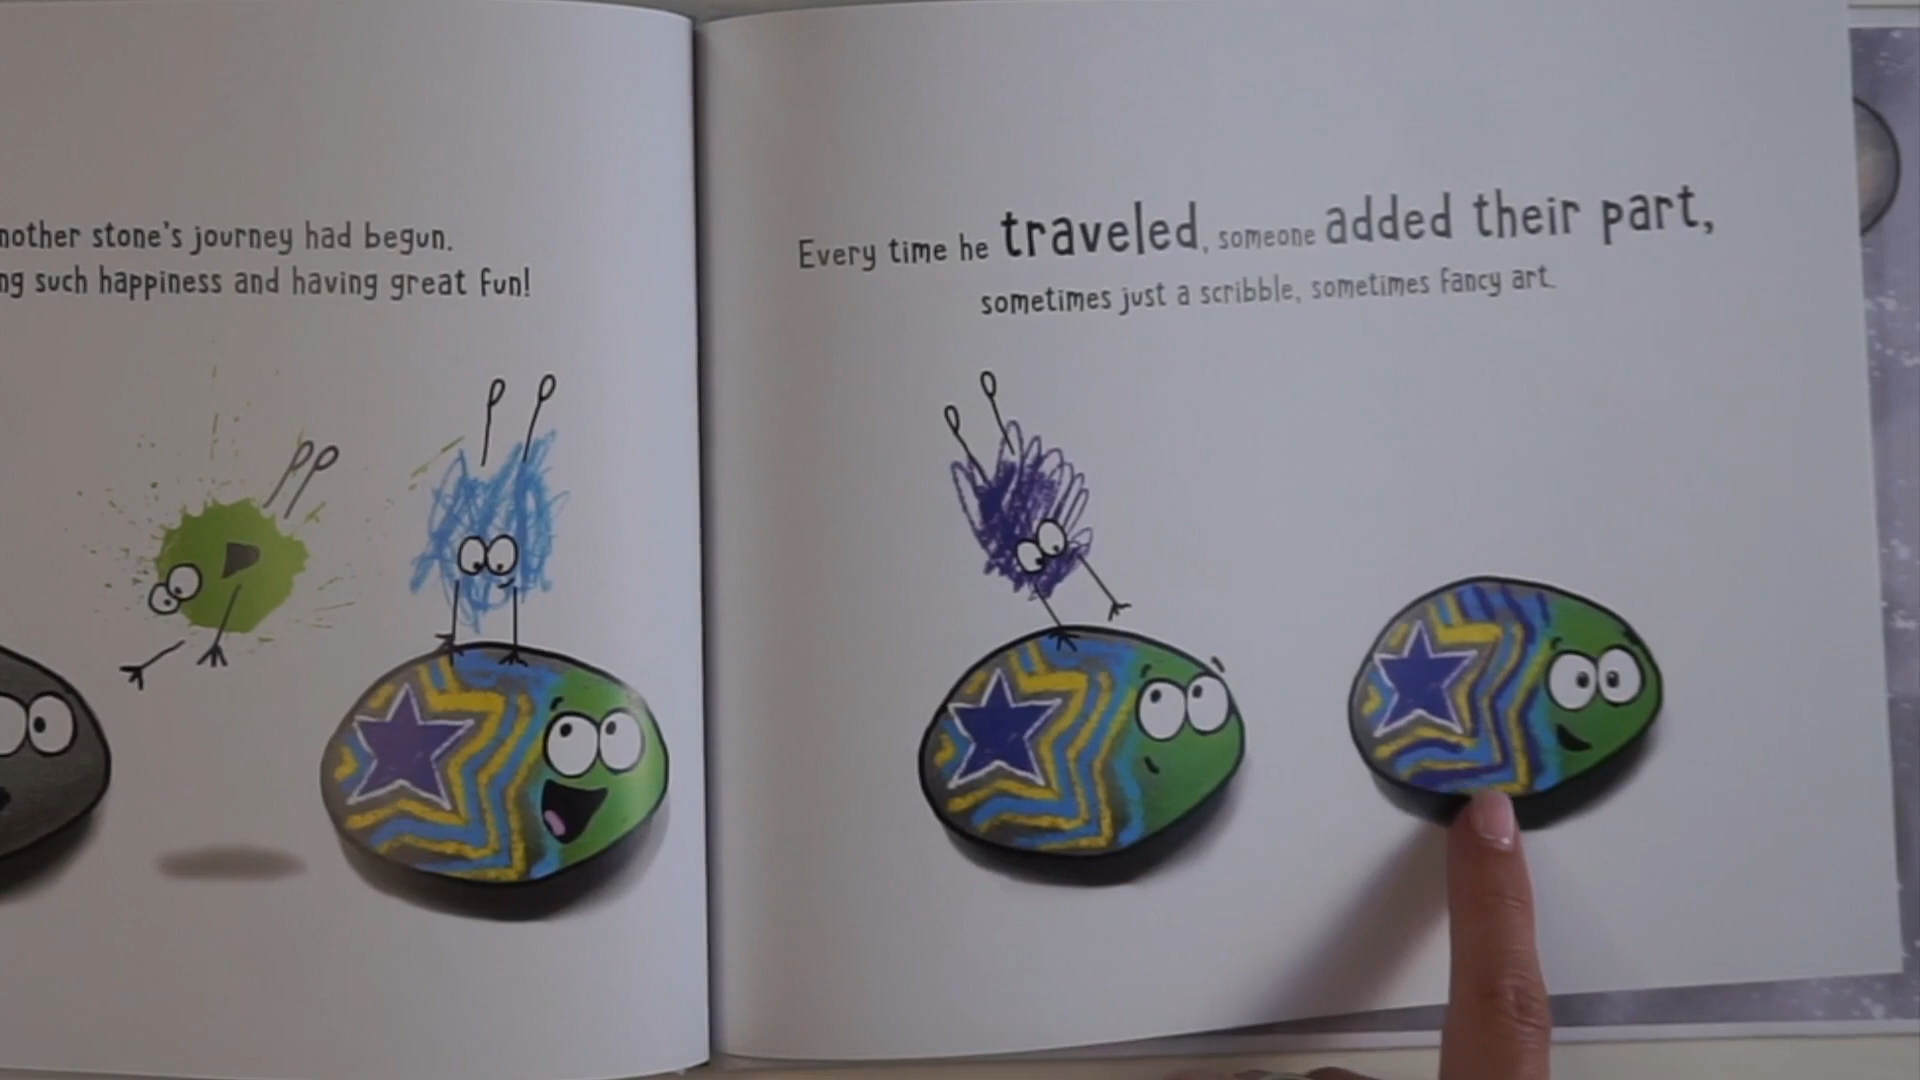 nother stone's journey had begun.
ng such happiness and having great fun!
Every time he traveled, someone added their part,
sometimes just a scribble, sometimes fancy art.